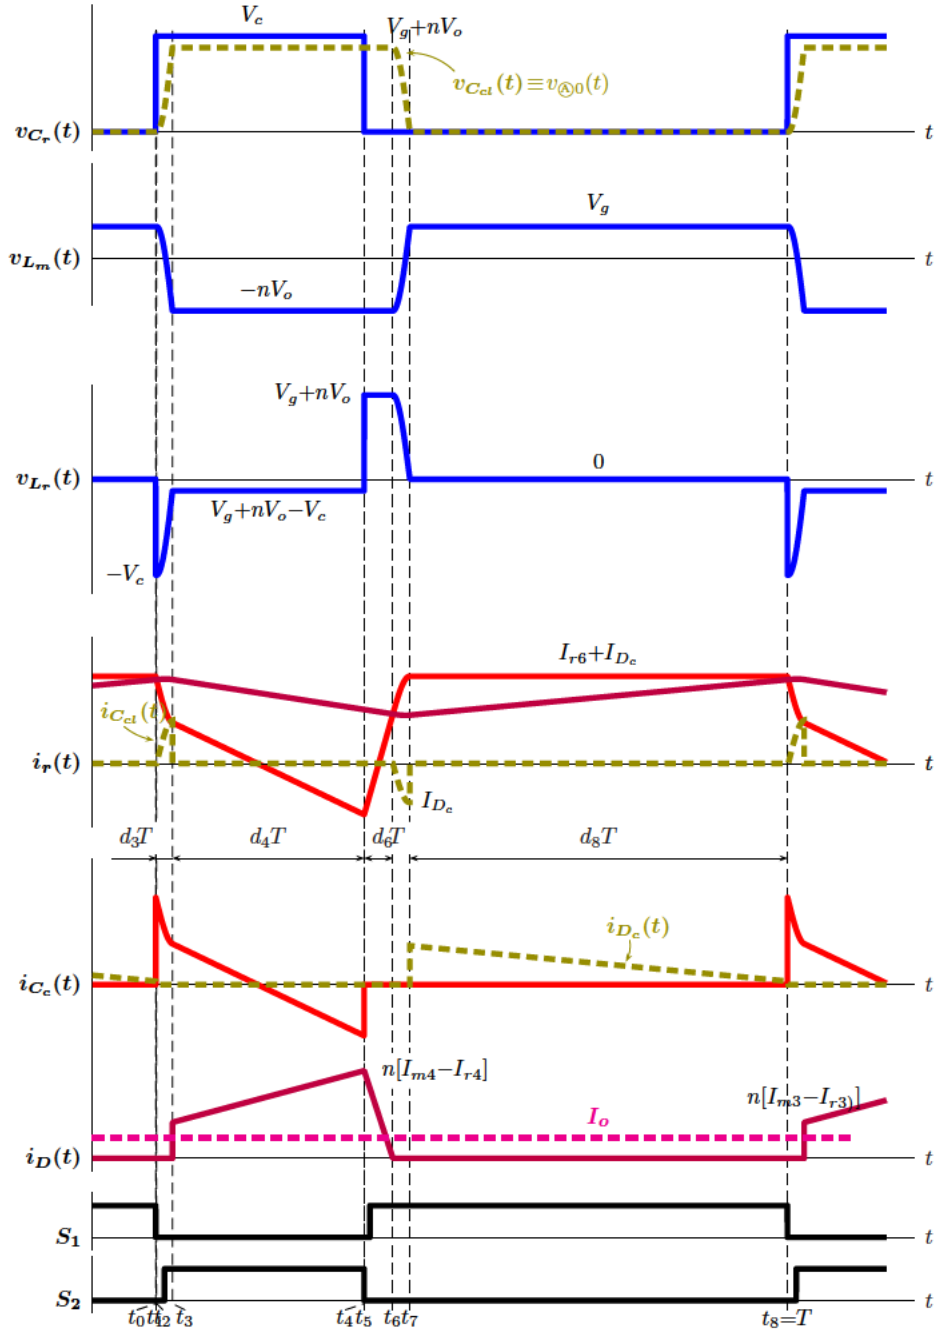 V_c V_g+nV_o
v_{C_{cl}}(t)≡v_{Ⓐ0}(t)
v_{C_r}(t) t
V_g
v_{L_m}(t) t
−nV_o
V_g+nV_o
0
v_{L_r}(t) t
V_g+nV_o−V_c
−V_c
I_{r6}+I_{D_c}
i_{C_{cl}}(t)
i_r(t) t
I_{D_c}
d_3T d_4T d_6T d_8T
i_{D_c}(t)
i_{C_c}(t) t
n[I_{m4}−I_{r4}]
n[I_{m3}−I_{r3)}]
I_o
i_D(t) t
S_1 t
S_2 t
t_0 t_1 t_2 t_3 t_4 t_5 t_6 t_7 t_8=T